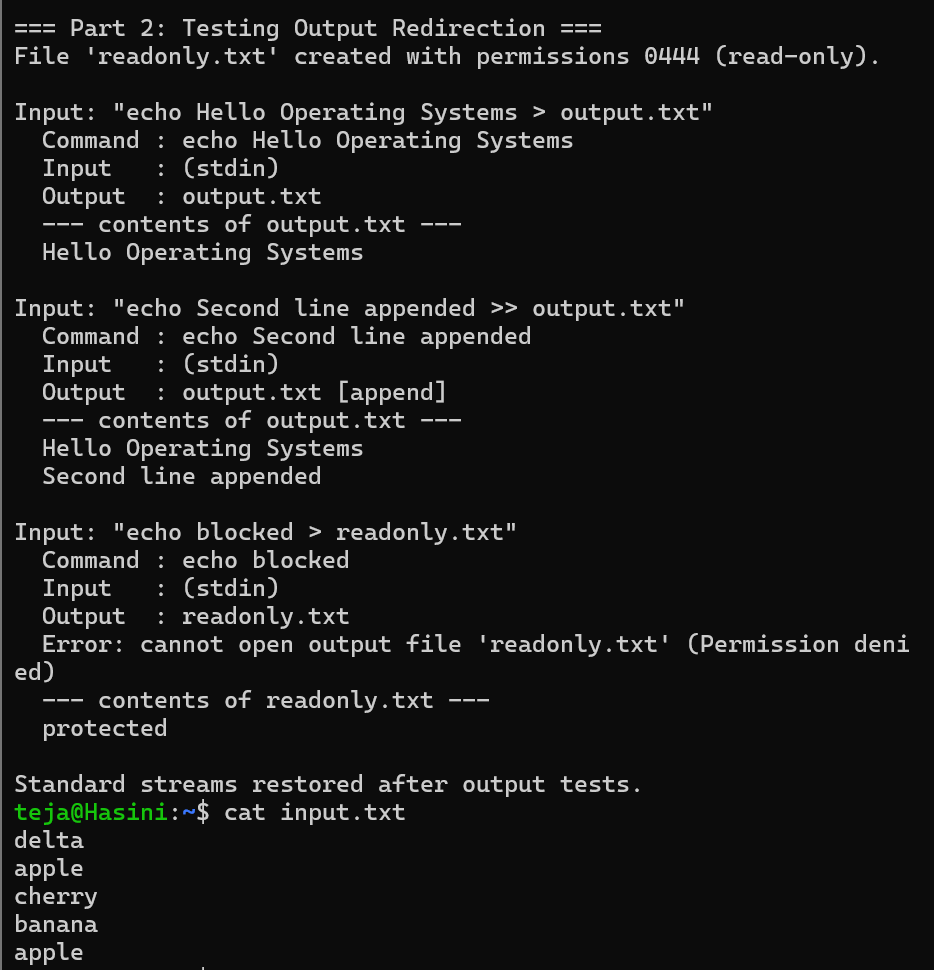 === Part 2: Testing Output Redirection ===
File 'readonly.txt' created with permissions 0444 (read-only).

Input: "echo Hello Operating Systems > output.txt"
  Command : echo Hello Operating Systems
  Input   : (stdin)
  Output  : output.txt
  --- contents of output.txt ---
  Hello Operating Systems

Input: "echo Second line appended >> output.txt"
  Command : echo Second line appended
  Input   : (stdin)
  Output  : output.txt [append]
  --- contents of output.txt ---
  Hello Operating Systems
  Second line appended

Input: "echo blocked > readonly.txt"
  Command : echo blocked
  Input   : (stdin)
  Output  : readonly.txt
  Error: cannot open output file 'readonly.txt' (Permission deni
ed)
  --- contents of readonly.txt ---
  protected

Standard streams restored after output tests.
teja@Hasini:~$ cat input.txt
delta
apple
cherry
banana
apple